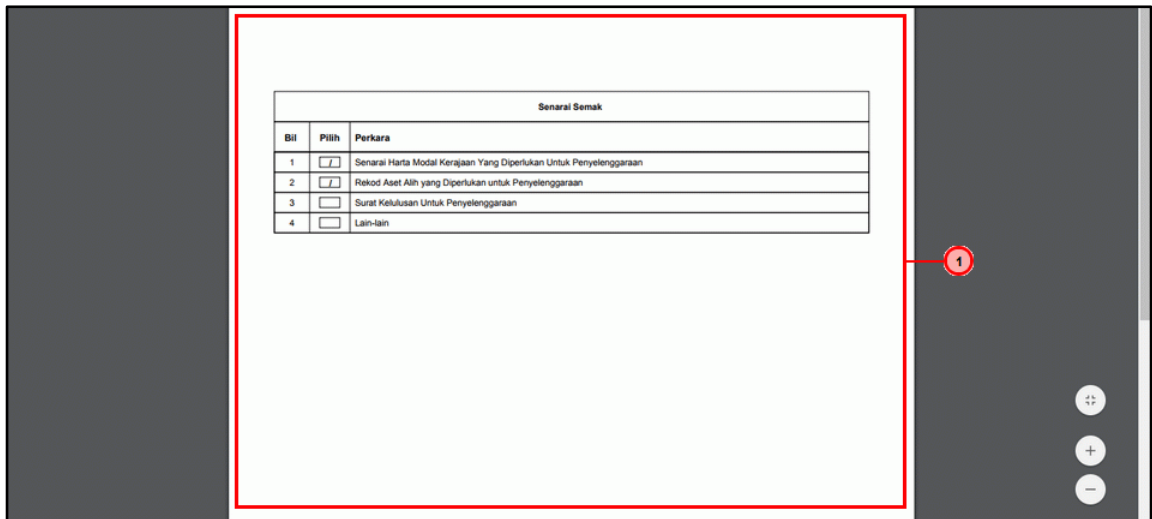 Senarai Semak
Bil Pilih Perkara
1 / Senarai Harta Modal Kerajaan Yang Diperlukan Untuk Penyelenggaraan
2 / Rekod Aset Alih yang Diperlukan untuk Penyelenggaraan
3 Surat Kelulusan Untuk Penyelenggaraan
4 Lain-lain
1